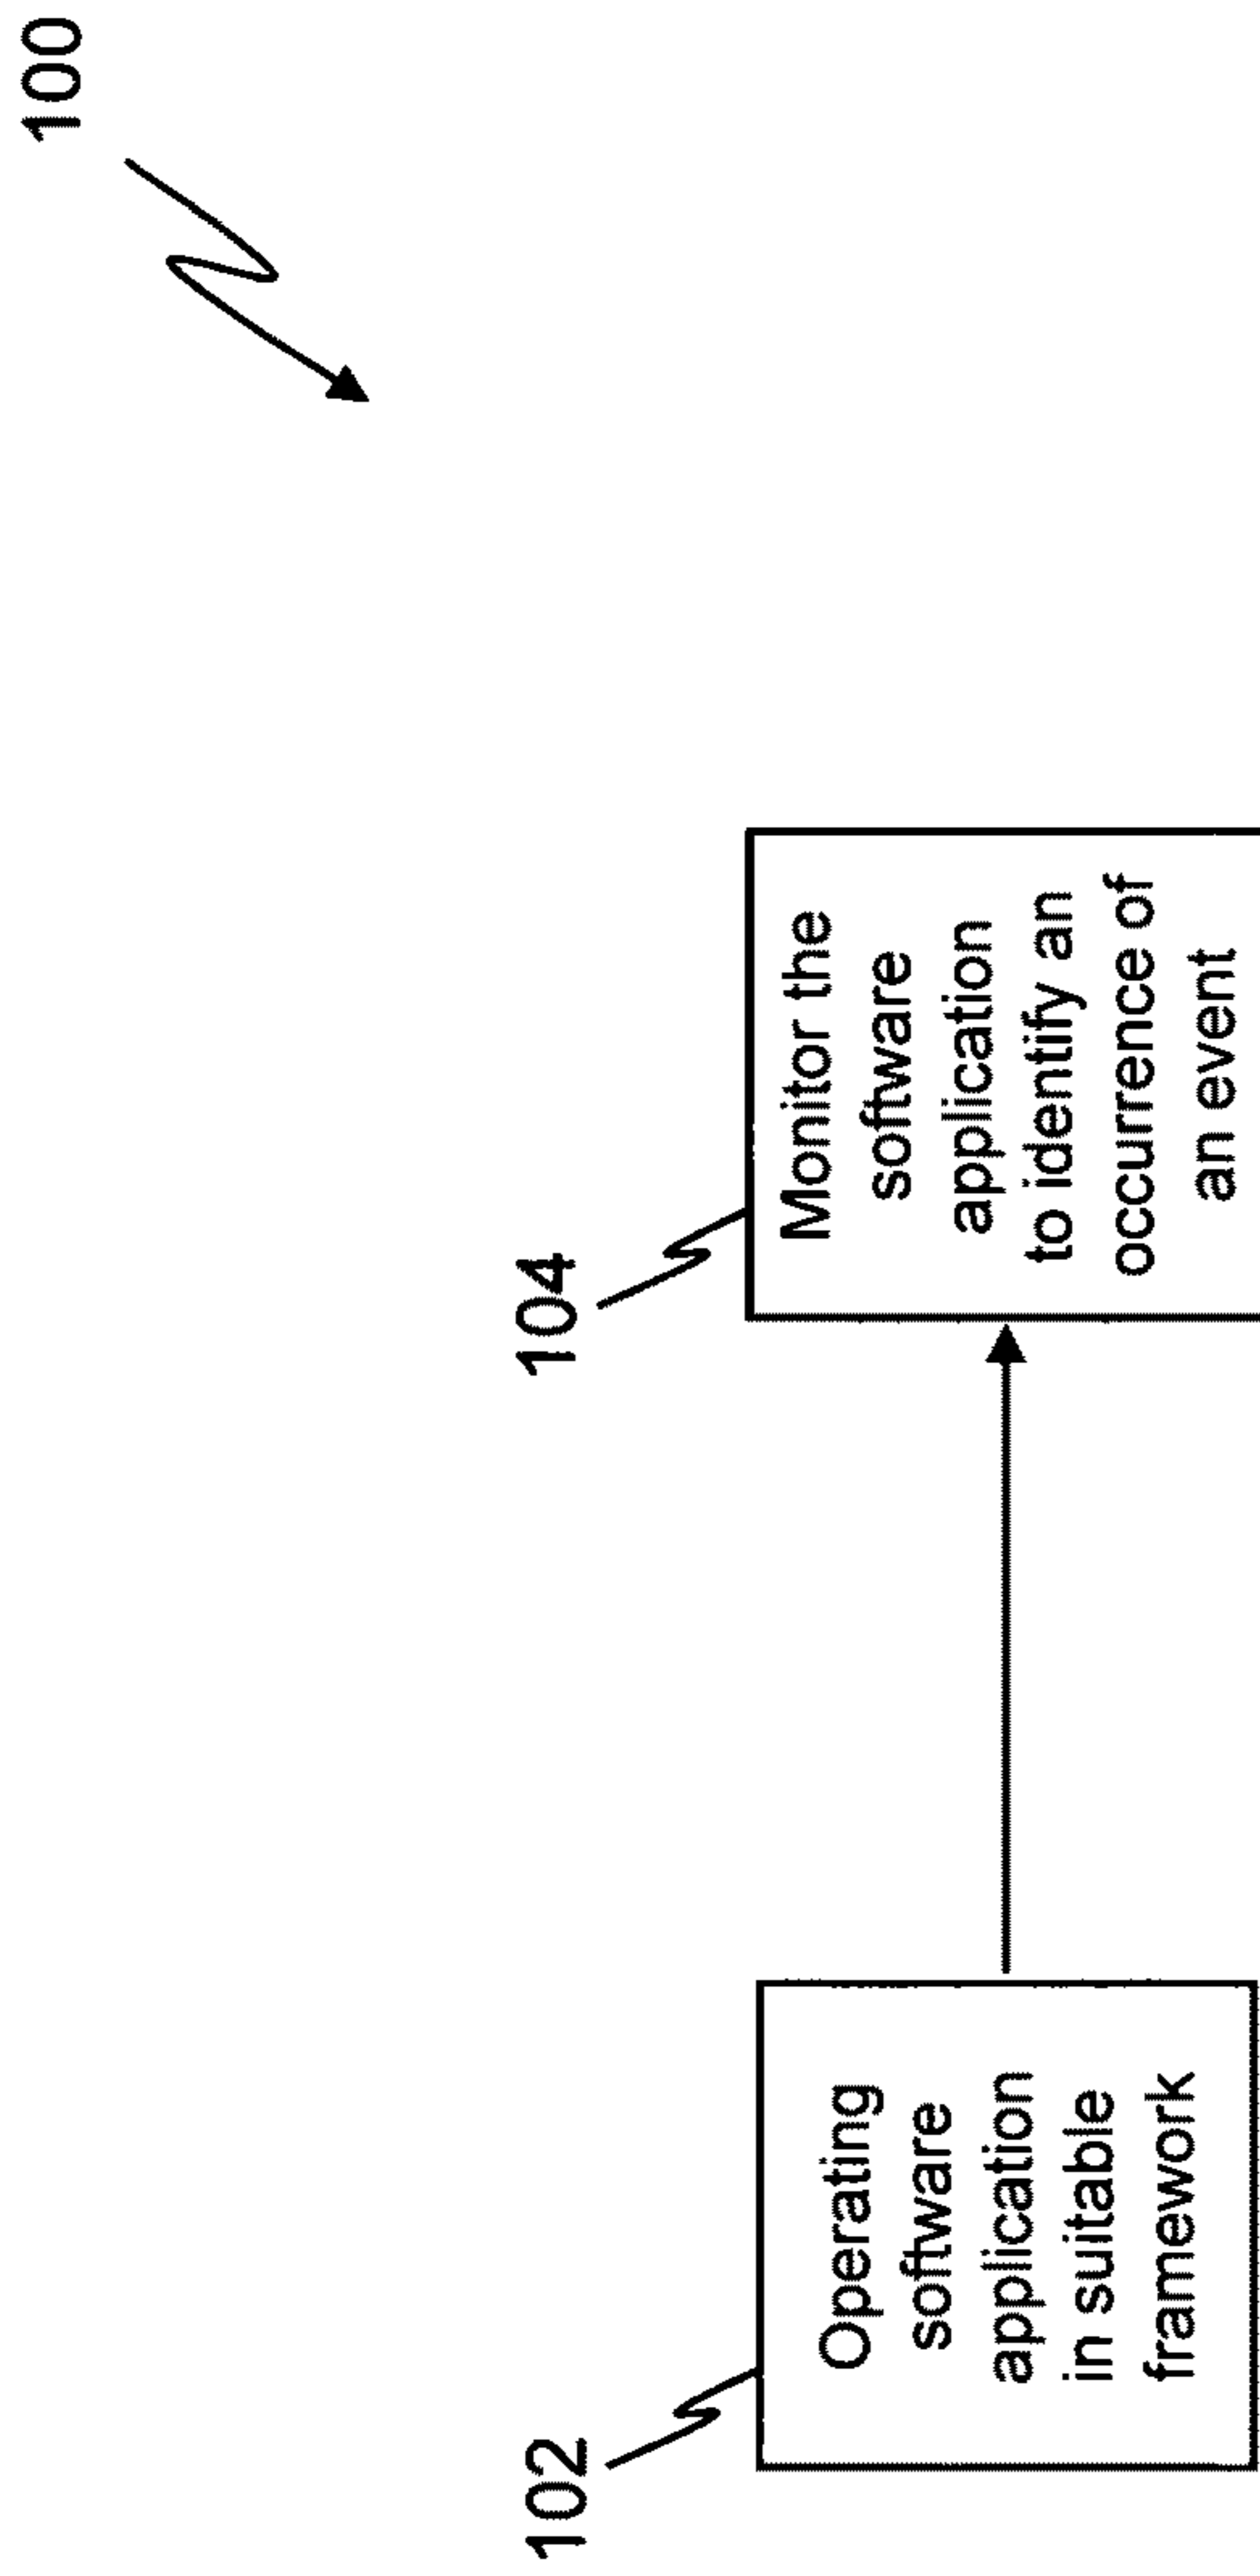 100
102
Operating
software
application
in suitable
framework
104
Monitor the
software
application
to identify an
occurrence of
an event